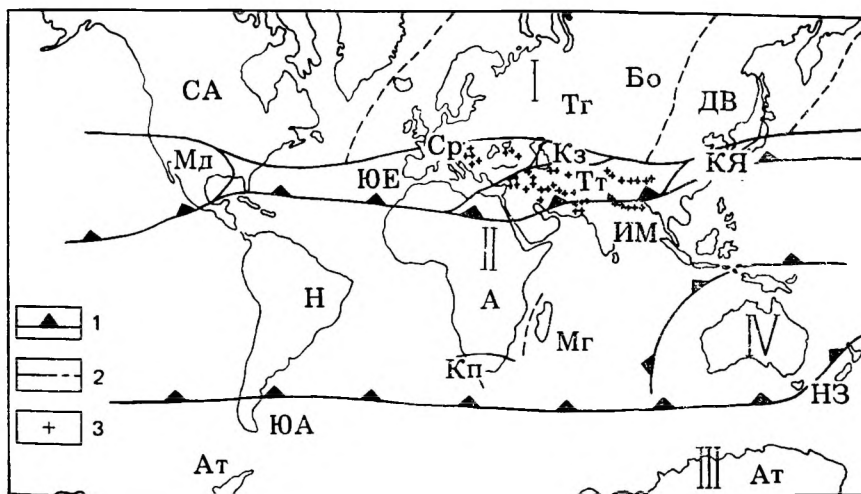 I
Бо
СА
Тг
ДВ
Ср
Кз
Мд
КЯ
Тт
ЮЕ
II
ИМ
Н
А
IV
1
Мг
2
Кп
НЗ
3
ЮА
Ат
III
Ат